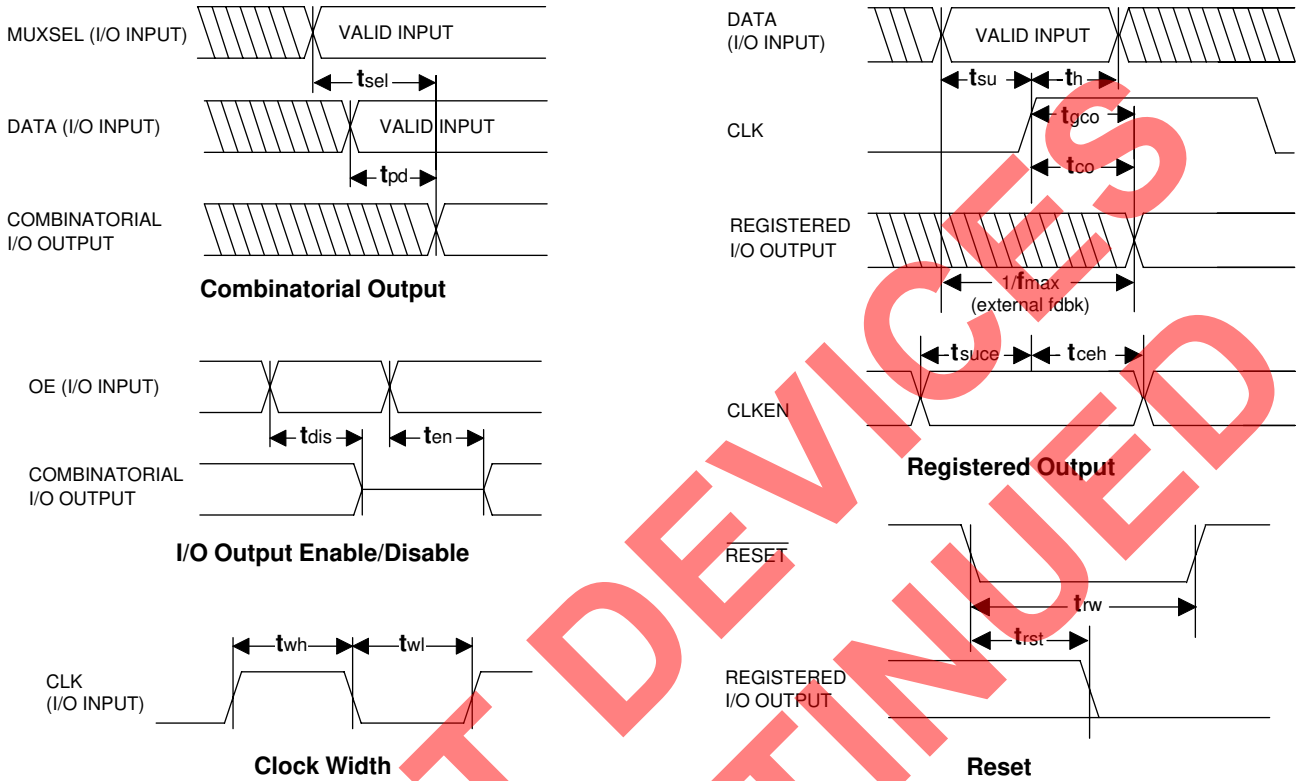 MUXSEL (I/O INPUT)
VALID INPUT
tsel
DATA (I/O INPUT)
VALID INPUT
tpd
COMBINATORIAL
I/O OUTPUT
Combinatorial Output
OE (I/O INPUT)
tdis
ten
COMBINATORIAL
I/O OUTPUT
I/O Output Enable/Disable
twh
twl
CLK
(I/O INPUT)
Clock Width
DATA
(I/O INPUT)
VALID INPUT
tsu
th
CLK
tgco
tco
REGISTERED
I/O OUTPUT
1/fmax
(external fdbk)
tsuce
tceh
CLKEN
Registered Output
RESET
trw
trst
REGISTERED
I/O OUTPUT
Reset
T DEVICES
TINUED